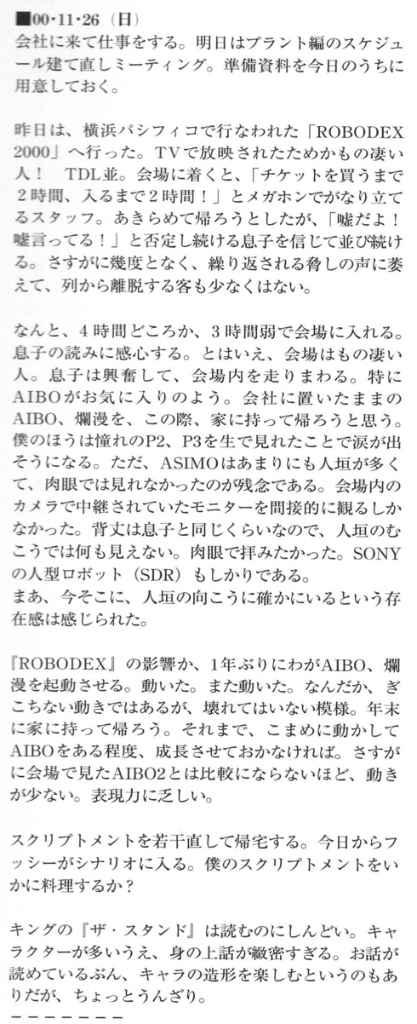 ■00・11・26（日）
会社に来て仕事をする。明日はプラント編のスケジュ
ール建て直しミーティング。準備資料を今日のうちに
用意しておく。
昨日は、横浜パシフィコで行なわれた「ROBODEX
2000」へ行った。TVで放映されたためかもの凄い
人！　TDL並。会場に着くと、「チケットを買うまで
２時間、入るまで２時間！」とメガホンでがなり立て
るスタッフ。あきらめて帰ろうとしたが、「嘘だよ！
嘘言ってる！」と否定し続ける息子を信じて並び続け
る。さすがに幾度となく、繰り返される脅しの声に萎
えて、列から離脱する客も少なくはない。
なんと、４時間どころか、３時間弱で会場に入れる。
息子の読みに感心する。とはいえ、会場はもの凄い
人。息子は興奮して、会場内を走りまわる。特に
AIBOがお気に入りのよう。会社に置いたままの
AIBO、爛漫を、この際、家に持って帰ろうと思う。
僕のほうは憧れのP2、P3を生で見れたことで涙が出
そうになる。ただ、ASIMOはあまりにも人垣が多く
て、肉眼では見れなかったのが残念である。会場内の
カメラで中継されていたモニターを間接的に観るしか
なかった。背丈は息子と同じくらいなので、人垣のむ
こうでは何も見えない。肉眼で拝みたかった。SONY
の人型ロボット（SDR）もしかりである。
まあ、今そこに、人垣の向こうに確かにいるという存
在感は感じられた。
『ROBODEX』の影響か、1年ぶりにわがAIBO、爛
漫を起動させる。動いた。また動いた。なんだか、ぎ
こちない動きではあるが、壊れてはいない模様。年末
に家に持って帰ろう。それまで、こまめに動かして
AIBOをある程度、成長させておかなければ。さすが
に会場で見たAIBO2とは比較にならないほど、動き
が少ない。表現力に乏しい。
スクリプトメントを若干直して帰宅する。今日からフ
ッシーがシナリオに入る。僕のスクリプトメントをい
かに料理するか？
キングの『ザ・スタンド』は読むのにしんどい。キャ
ラクターが多いうえ、身の上話が緻密すぎる。お話が
読めているぶん、キャラの造形を楽しむというのもあ
りだが、ちょっとうんざり。